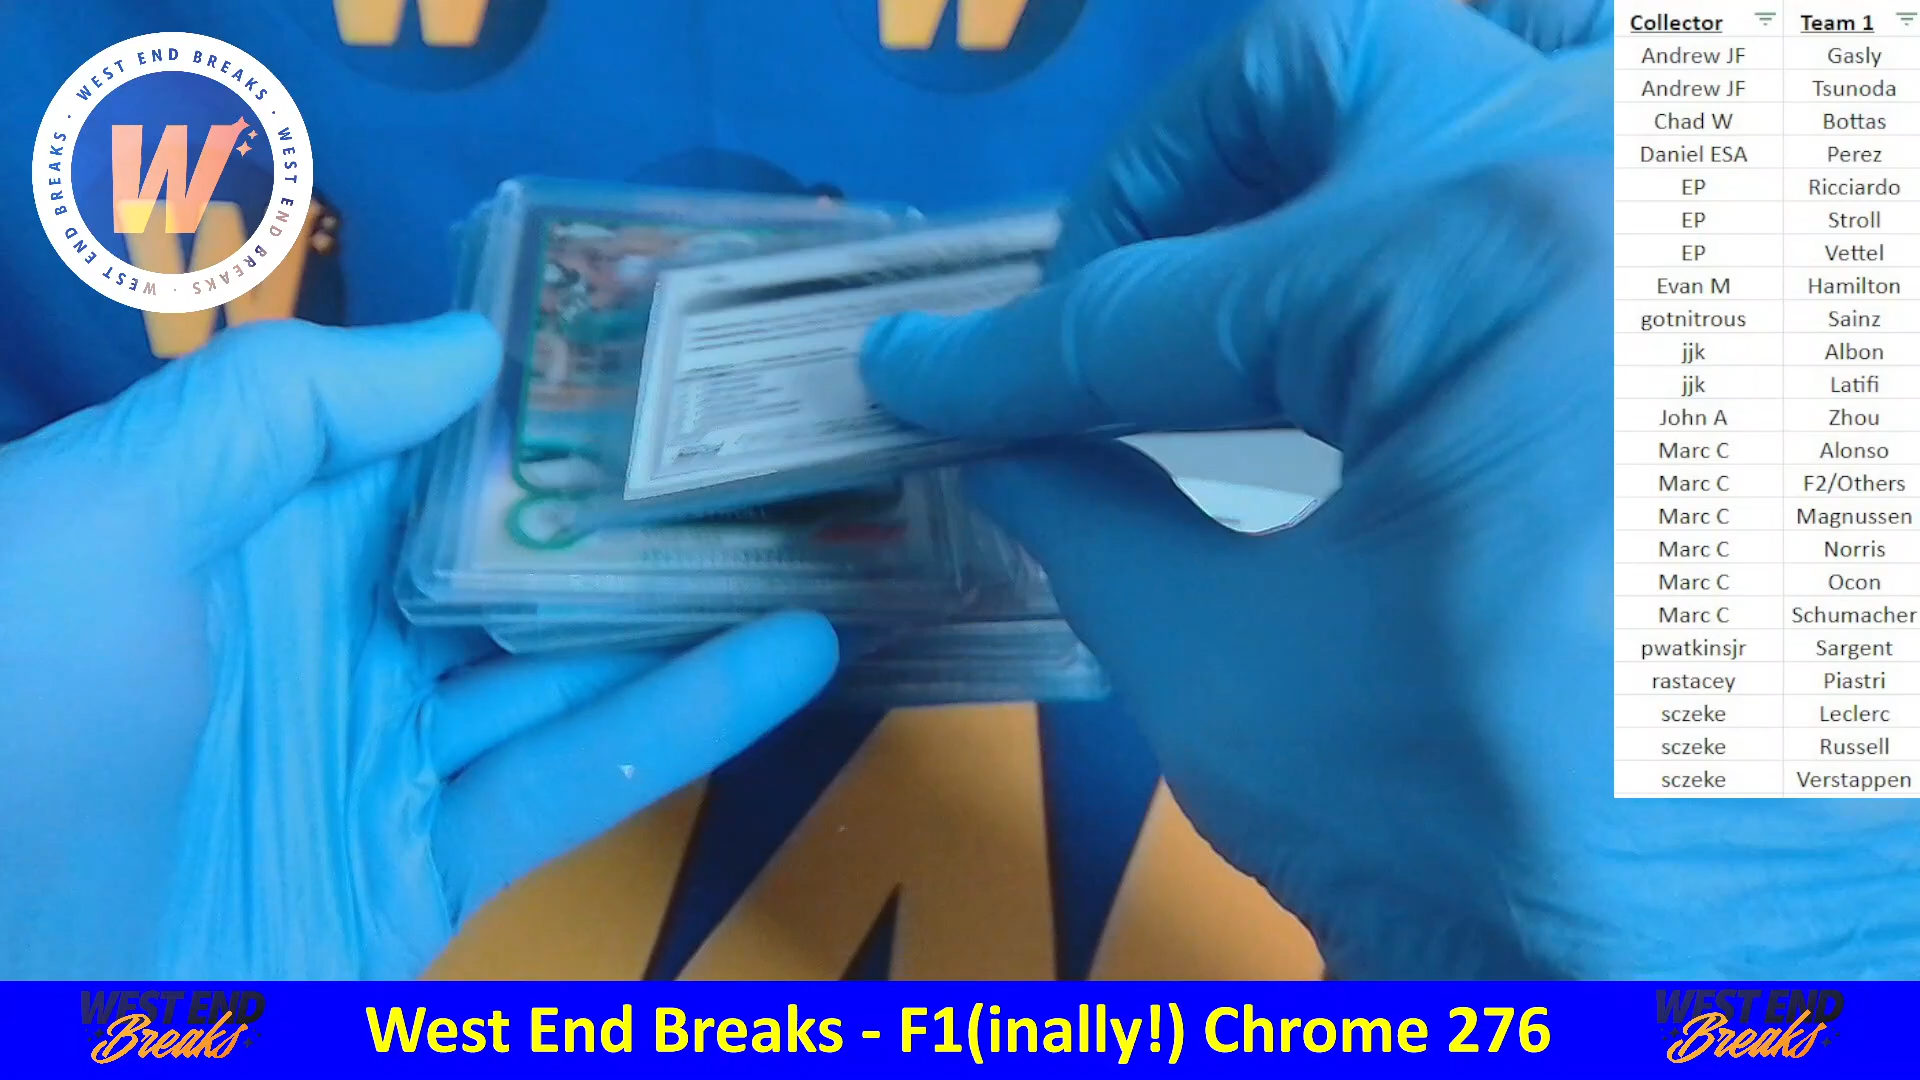 WEST END BREAKS · WEST END BREAKS · WEST END BREAKS ·
W
Collector Team 1
Andrew JF Gasly
Andrew JF Tsunoda
Chad W Bottas
Daniel ESA Perez
EP Ricciardo
EP Stroll
EP Vettel
Evan M Hamilton
gotnitrous Sainz
jjk Albon
jjk Latifi
John A Zhou
Marc C Alonso
Marc C F2/Others
Marc C Magnussen
Marc C Norris
Marc C Ocon
Marc C Schumacher
pwatkinsjr Sargent
rastacey Piastri
sczeke Leclerc
sczeke Russell
sczeke Verstappen
WEST END
Breaks
West End Breaks - F1(inally!) Chrome 276
WEST END
Breaks